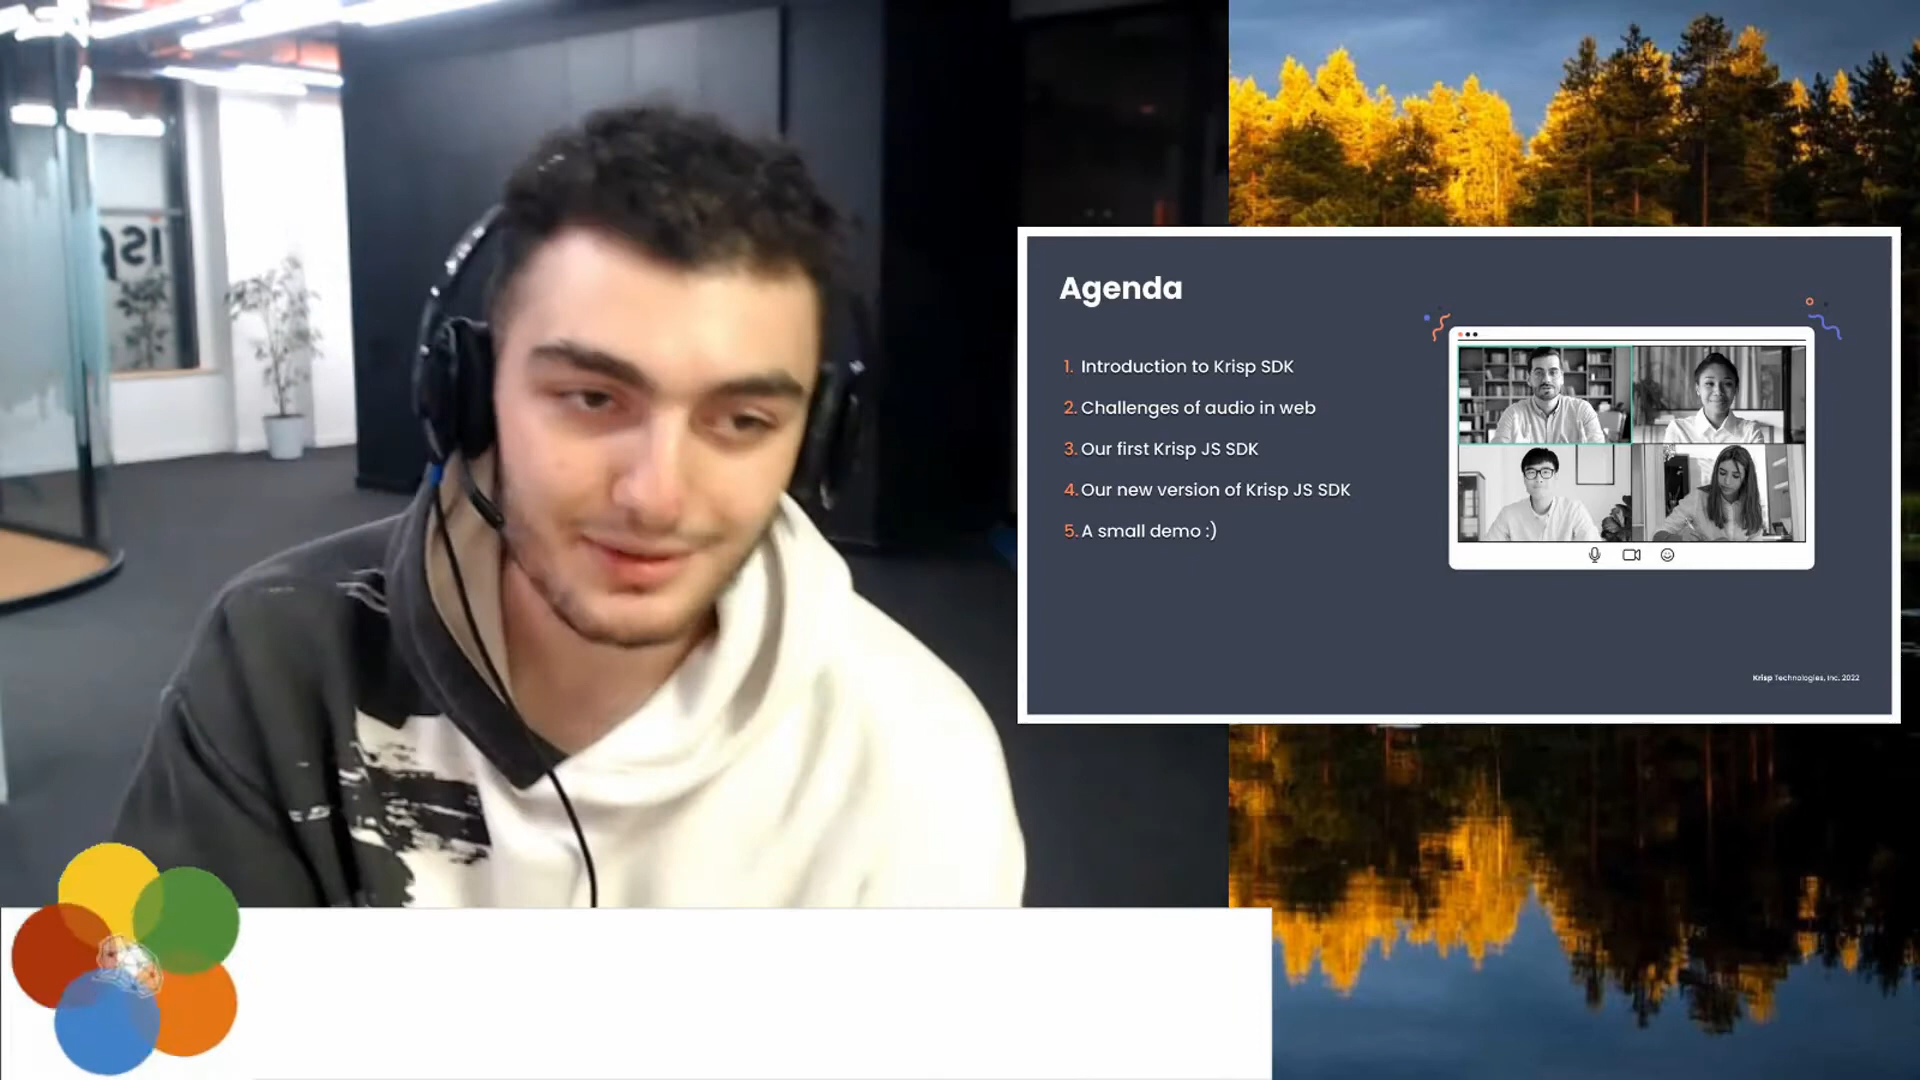 Agenda
1. Introduction to Krisp SDK
2. Challenges of audio in web
3. Our first Krisp JS SDK
4. Our new version of Krisp JS SDK
5. A small demo :)
Krisp Technologies, Inc. 2022